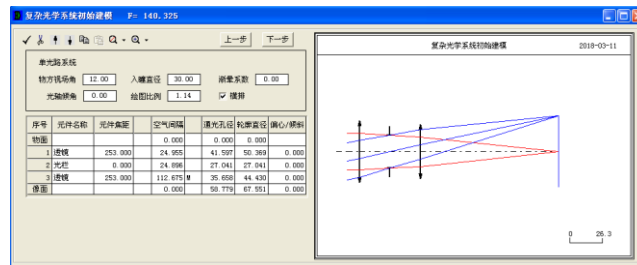 复杂光学系统初始建模 F= 140.325
上一步 下一步
单光路系统
物方视场角 12.00 入瞳直径 30.00 渐晕系数 0.00
光轴倾角 0.00 绘图比例 1.14 横排
序号 元件名称 元件焦距 空气间隔 通光孔径 轮廓直径 偏心/倾斜
物面 0.000 0.000 0.000
1 透镜 253.000 24.955 41.597 50.369 0.000
2 光栏 0.000 24.896 27.041 27.041 0.000
3 透镜 253.000 112.675 M 35.658 44.430 0.000
像面 0.000 58.779 67.551 0.000
复杂光学系统初始建模 2018-03-11
0 26.3